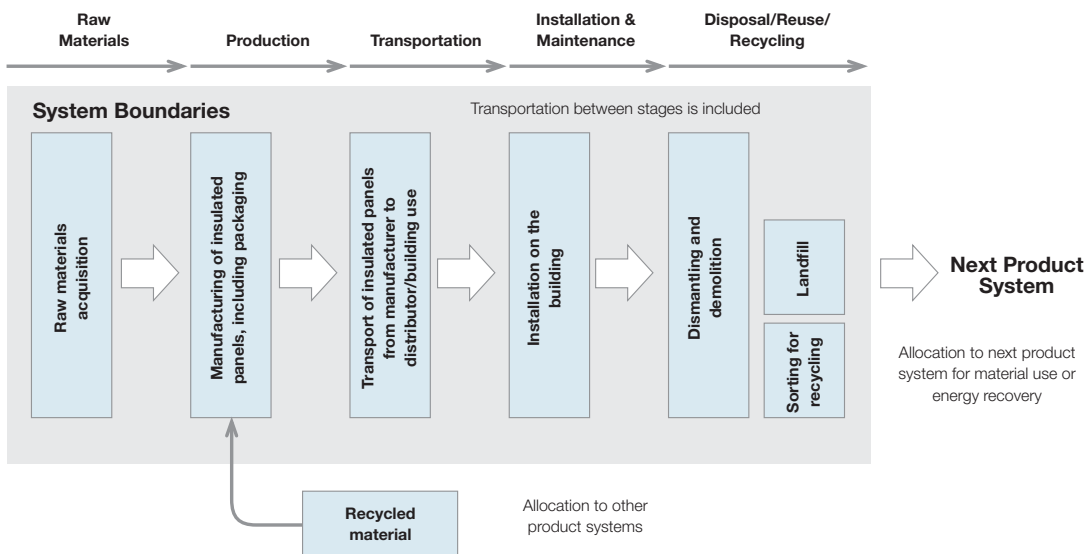 Raw
Materials
Production
Transportation
Installation &
Maintenance
Disposal/Reuse/
Recycling
System Boundaries
Transportation between stages is included
Raw materials
acquisition
Manufacturing of insulated
panels, including packaging
Transport of insulated panels
from manufacturer to
distributor/building use
Installation on the
building
Dismantling and
demolition
Landfill
Sorting for
recycling
Next Product
System
Allocation to next product
system for material use or
energy recovery
Recycled
material
Allocation to other
product systems